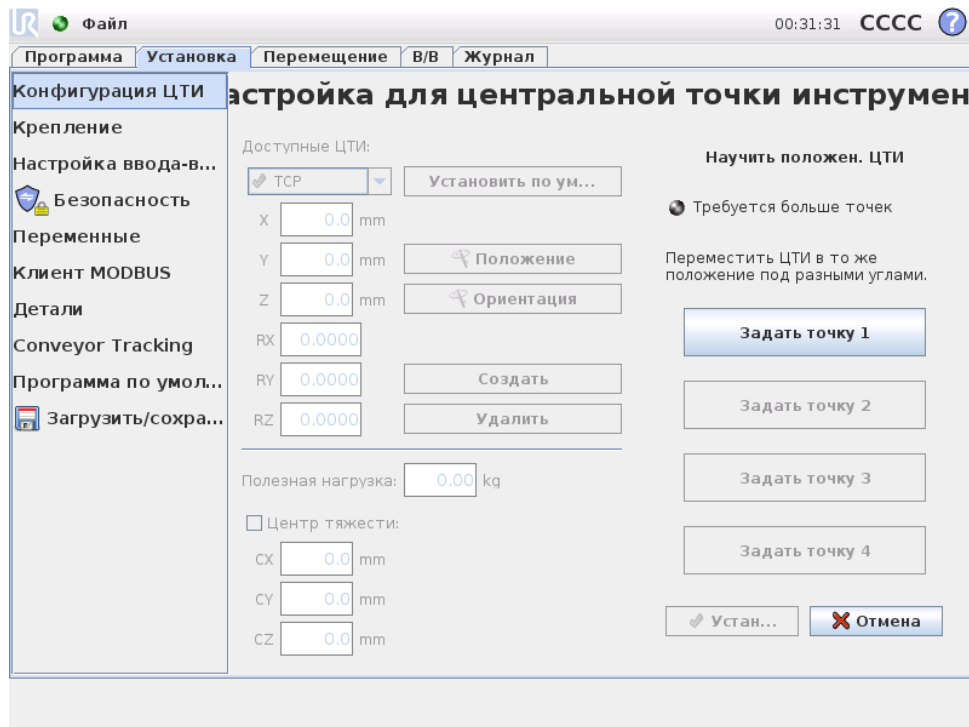 UR Файл 00:31:31 СССС ?
Программа Установка Перемещение В/В Журнал
Конфигурация ЦТИ
Крепление
Настройка ввода-в...
Безопасность
Переменные
Клиент MODBUS
Детали
Conveyor Tracking
Программа по умол...
Загрузить/сохра...
астройка для центральной точки инструмен
Доступные ЦТИ:
TCP Установить по ум...
X 0.0 mm
Y 0.0 mm Положение
Z 0.0 mm Ориентация
RX 0.0000
RY 0.0000 Создать
RZ 0.0000 Удалить
Полезная нагрузка: 0.00 kg
Центр тяжести:
CX 0.0 mm
CY 0.0 mm
CZ 0.0 mm
Научить положен. ЦТИ
Требуется больше точек
Переместить ЦТИ в то же
положение под разными углами.
Задать точку 1
Задать точку 2
Задать точку 3
Задать точку 4
Устан... Отмена